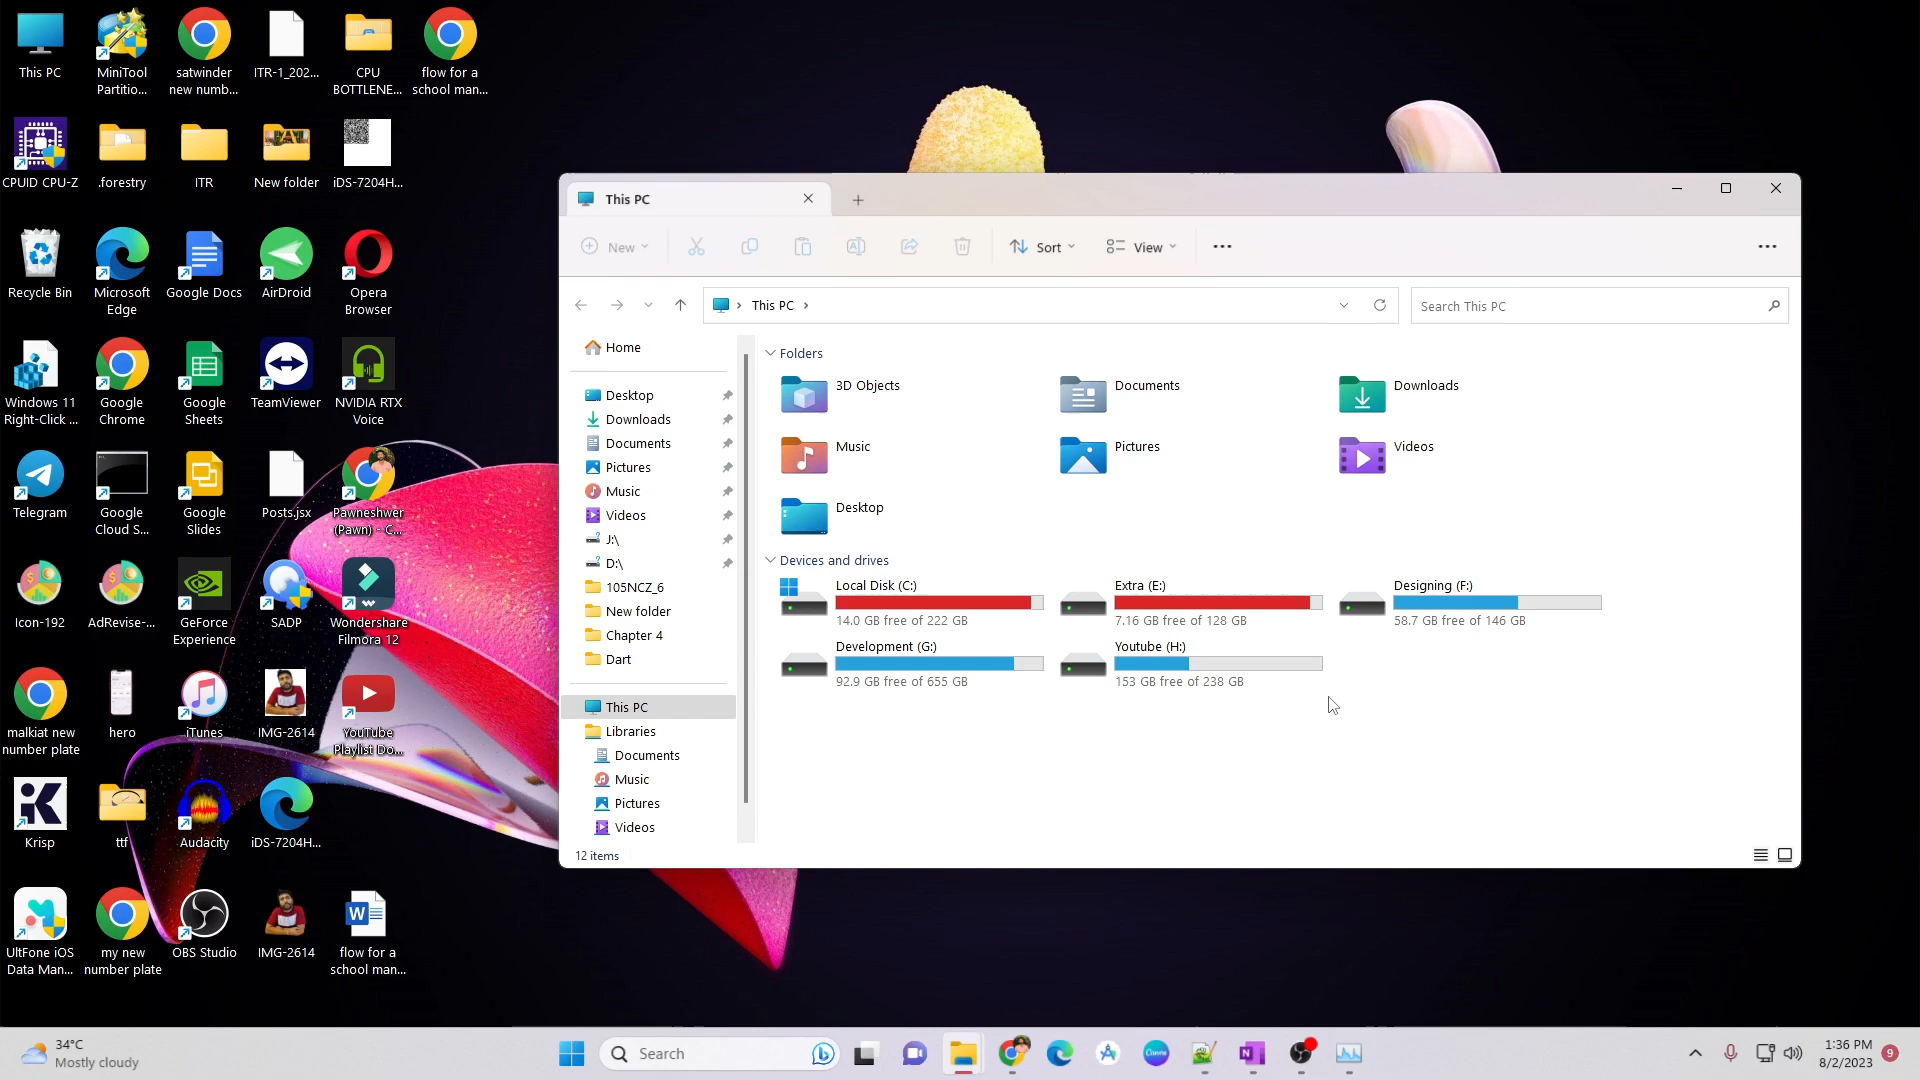 This PC
MiniTool
Partitio...
satwinder
new numb...
ITR-1_202...
CPU
BOTTLENE...
flow for a
school man...
CPUID CPU-Z
.forestry
ITR
New folder
iDS-7204H...
Recycle Bin
Microsoft
Edge
Google Docs
AirDroid
Opera
Browser
Windows 11
Right-Click ...
Google
Chrome
Google
Sheets
TeamViewer
NVIDIA RTX
Voice
Telegram
Google
Cloud S...
Google
Slides
Posts.jsx
Pawneshwer
(Pawn) - C...
Icon-192
AdRevise-...
GeForce
Experience
SADP
Wondershare
Filmora 12
malkiat new
number plate
hero
iTunes
IMG-2614
YouTube
Playlist Do...
Krisp
ttf
Audacity
iDS-7204H...
UltFone iOS
Data Man...
my new
number plate
OBS Studio
IMG-2614
flow for a
school man...
This PC
New
Sort
View
This PC
Search This PC
Home
Desktop
Downloads
Documents
Pictures
Music
Videos
J:\
D:\
105NCZ_6
New folder
Chapter 4
Dart
This PC
Libraries
Documents
Music
Pictures
Videos
Folders
3D Objects
Documents
Downloads
Music
Pictures
Videos
Desktop
Devices and drives
Local Disk (C:)
14.0 GB free of 222 GB
Extra (E:)
7.16 GB free of 128 GB
Designing (F:)
58.7 GB free of 146 GB
Development (G:)
92.9 GB free of 655 GB
Youtube (H:)
153 GB free of 238 GB
12 items
34°C
Mostly cloudy
Search
1:36 PM
8/2/2023
9